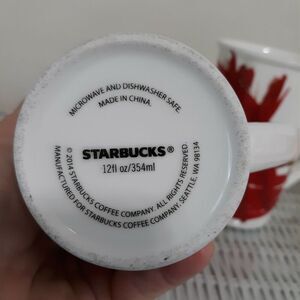 MICROWAVE AND DISHWASHER SAFE.
MADE IN CHINA.
STARBUCKS®
12fl oz/354ml
© 2014 STARBUCKS COFFEE COMPANY. ALL RIGHTS RESERVED.
MANUFACTURED FOR STARBUCKS COFFEE COMPANY, SEATTLE, WA 98134